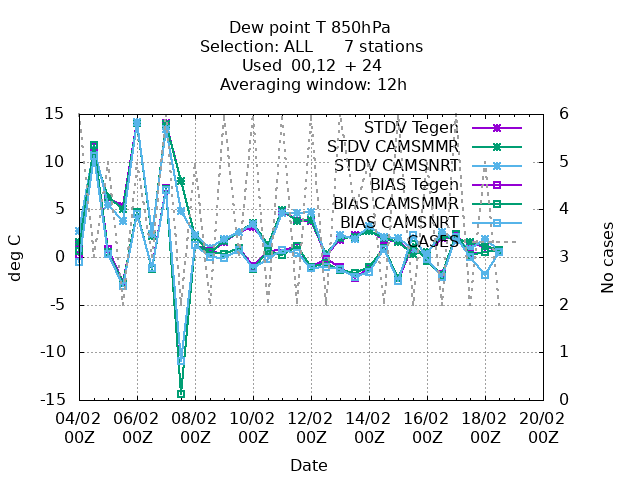 Dew point T 850hPa
Selection: ALL 7 stations
Used 00,12 + 24
Averaging window: 12h
15 6
STDV Tegen
STDV CAMSMMR
10 5
STDV CAMSNRT
BIAS Tegen
BIAS CAMSMMR
5 4
BIAS CAMSNRT
CASES
0 3
deg C
No cases
-5 2
-10 1
-15 0
04/02 06/02 08/02 10/02 12/02 14/02 16/02 18/02 20/02
00Z 00Z 00Z 00Z 00Z 00Z 00Z 00Z 00Z
Date